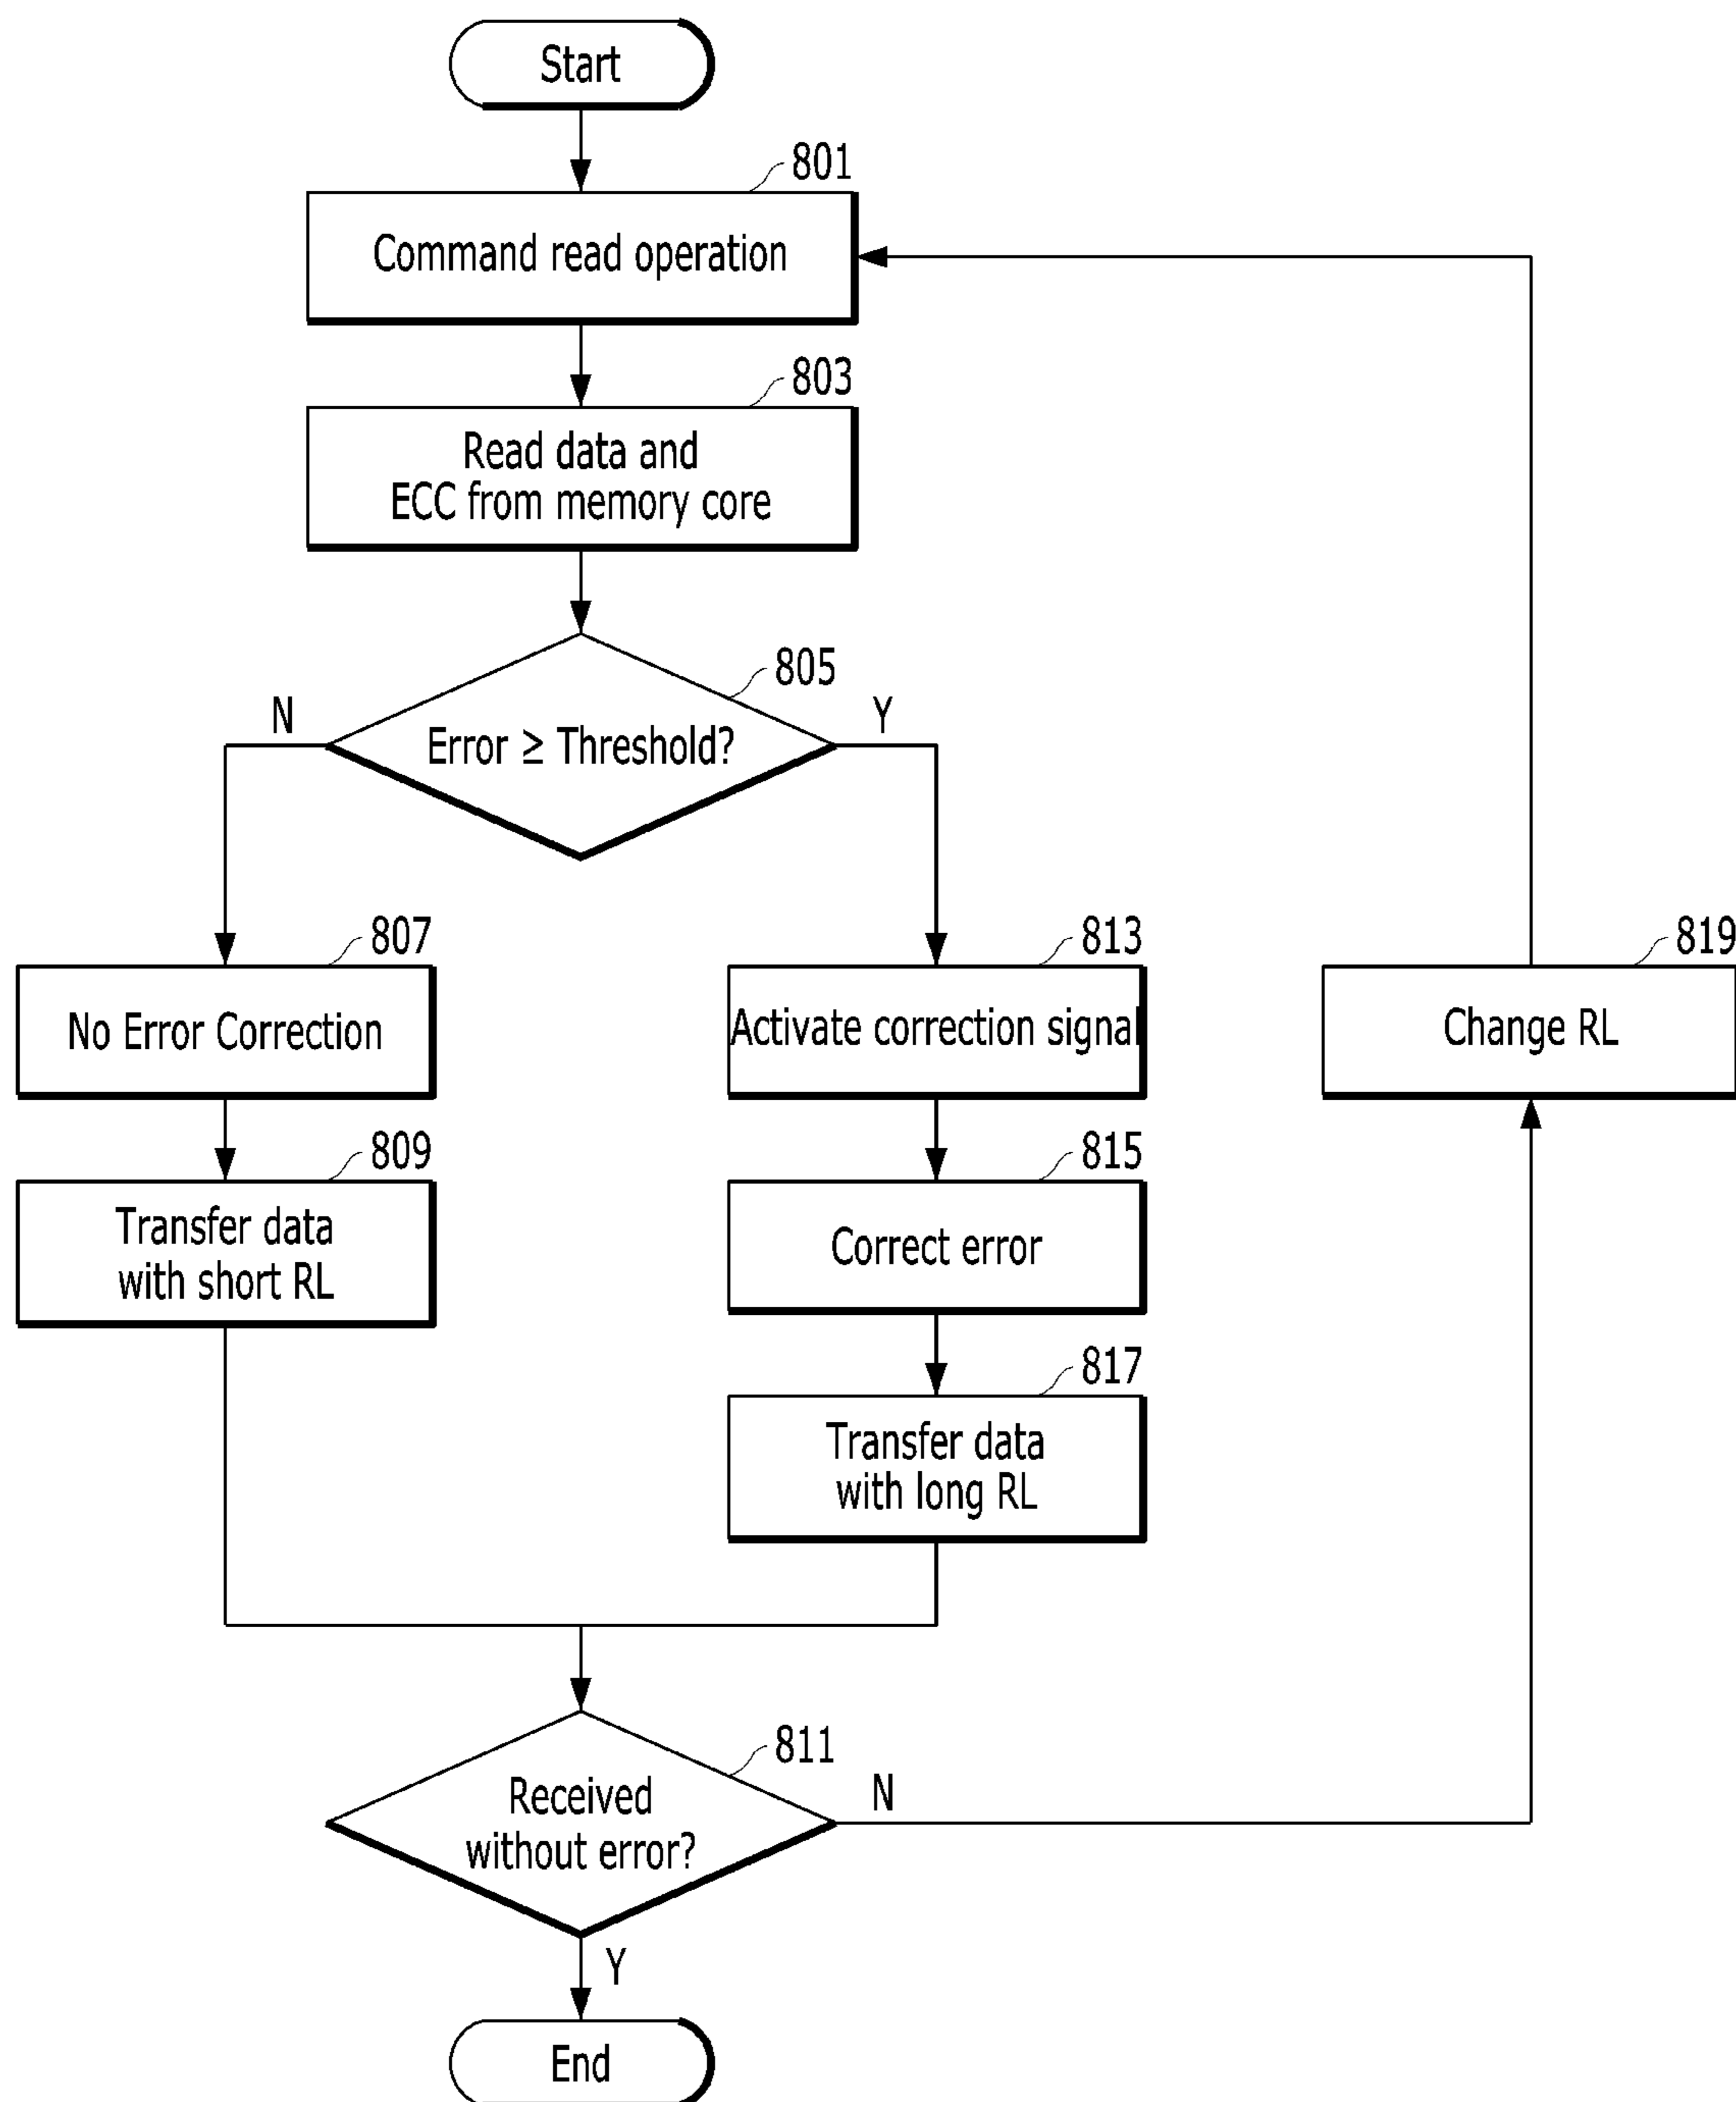 Start
801
Command read operation
803
Read data and
ECC from memory core
805
N
Y
Error ≥ Threshold?
807
813
819
No Error Correction
Activate correction signal
Change RL
809
815
Transfer data
with short RL
Correct error
817
Transfer data
with long RL
811
N
Received
without error?
Y
End